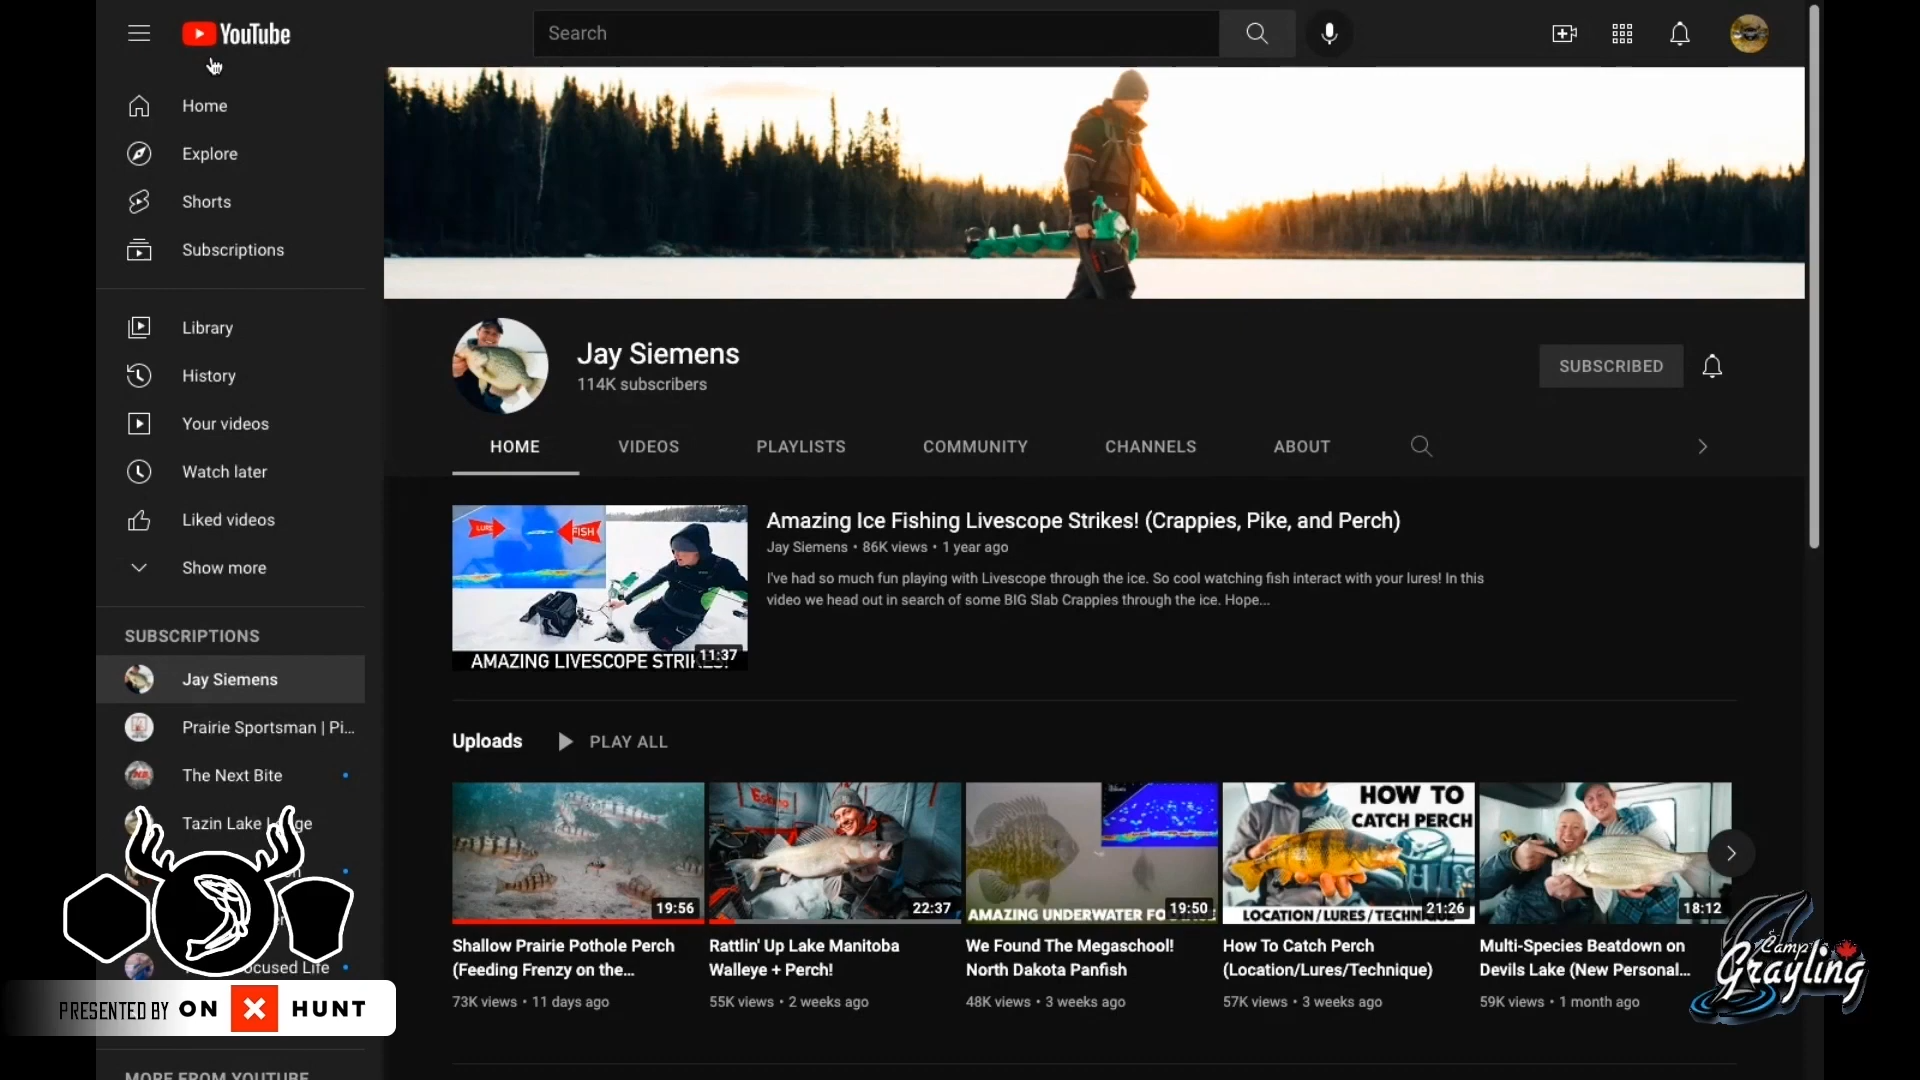 YouTube
Search
Home
Explore
Shorts
Subscriptions
Library
History
Your videos
Watch later
Liked videos
Show more
SUBSCRIPTIONS
Jay Siemens
Prairie Sportsman | Pi...
The Next Bite
Tazin Lake
ocused Life
PRESENTED BY ON X HUNT
MORE FROM YOUTUBE
Jay Siemens
114K subscribers
SUBSCRIBED
HOME
VIDEOS
PLAYLISTS
COMMUNITY
CHANNELS
ABOUT
LURE
FISH
AMAZING LIVESCOPE
11:37
Amazing Ice Fishing Livescope Strikes! (Crappies, Pike, and Perch)
Jay Siemens • 86K views • 1 year ago
I've had so much fun playing with Livescope through the ice. So cool watching fish interact with your lures! In this
video we head out in search of some BIG Slab Crappies through the ice. Hope...
Uploads
PLAY ALL
19:56
Shallow Prairie Pothole Perch
(Feeding Frenzy on the...
73K views • 11 days ago
Eskimo
22:37
Rattlin' Up Lake Manitoba
Walleye + Perch!
55K views • 2 weeks ago
AMAZING UNDERWATER
19:50
We Found The Megaschool!
North Dakota Panfish
48K views • 3 weeks ago
HOW TO
CATCH PERCH
LOCATION/LURES/TECHNIQUE
21:26
How To Catch Perch
(Location/Lures/Technique)
57K views • 3 weeks ago
18:12
Multi-Species Beatdown on
Devils Lake (New Personal...
59K views • 1 month ago
Camp
Grayling